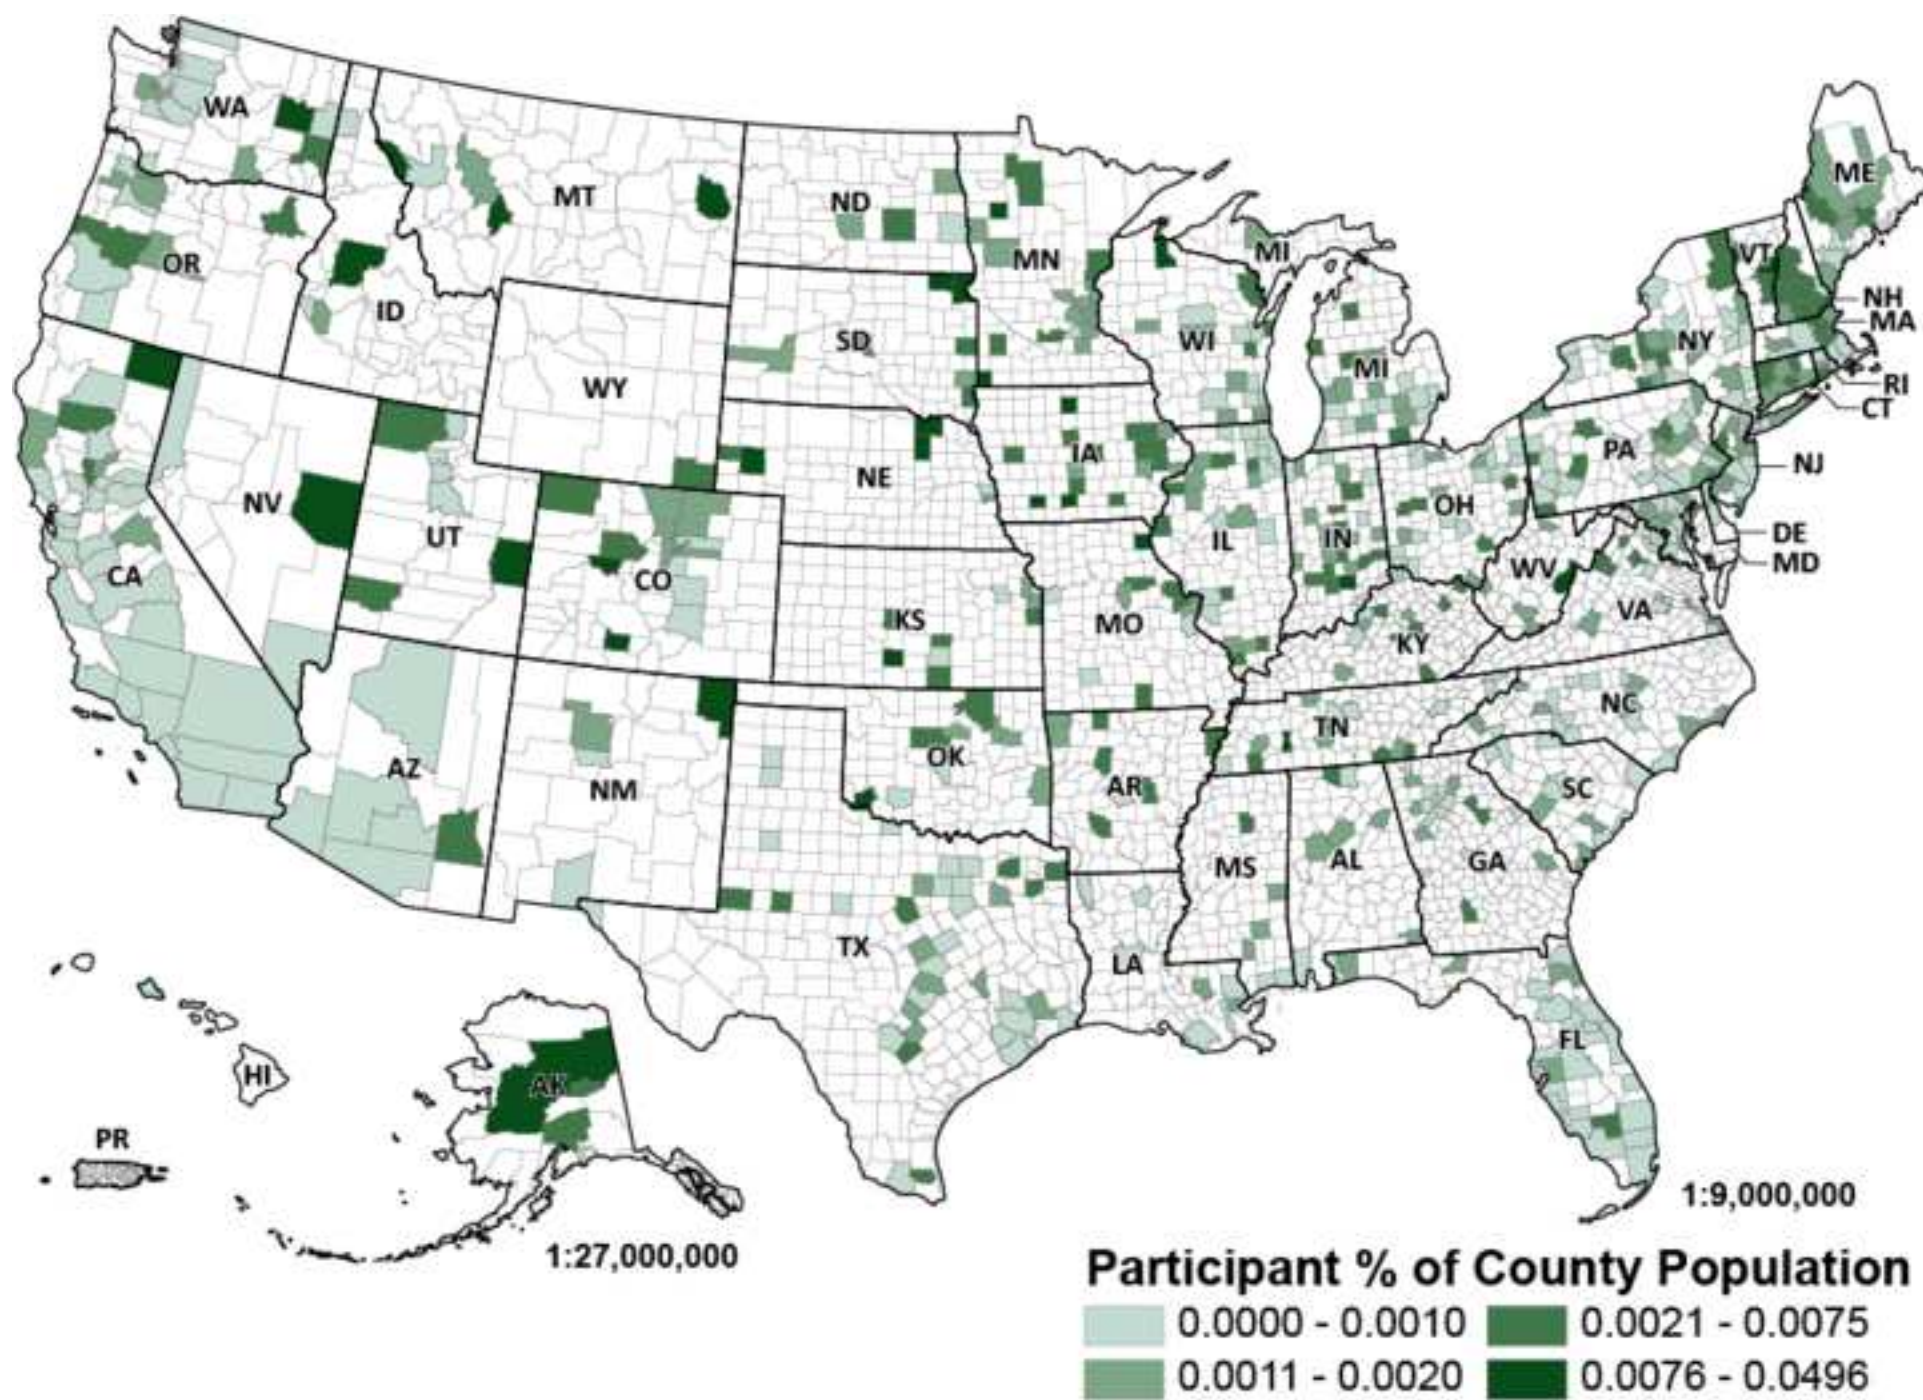 WA
MT
ND
MN
MI
ME
VT
OR
ID
SD
WI
MI
NY
NH
MA
RI
CT
WY
NE
IA
PA
NJ
NV
UT
CO
IL
IN
OH
DE
MD
CA
KS
MO
WV
VA
KY
AZ
NM
OK
AR
TN
NC
SC
TX
LA
MS
AL
GA
FL
HI
AK
PR
1:27,000,000
1:9,000,000
Participant % of County Population
0.0000 - 0.0010
0.0021 - 0.0075
0.0011 - 0.0020
0.0076 - 0.0496